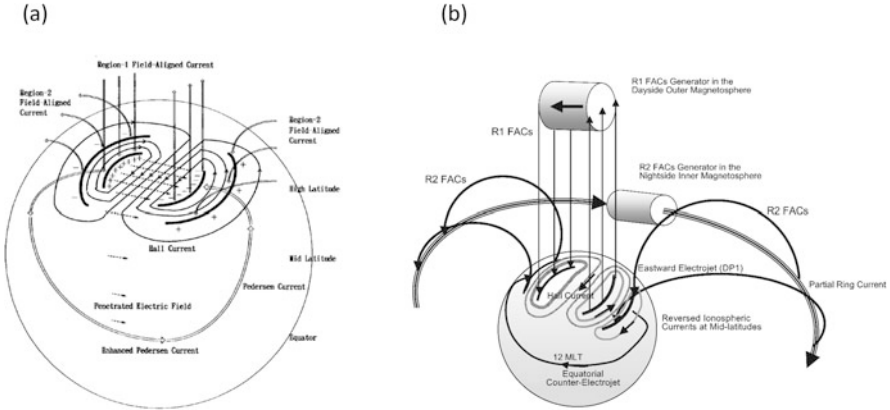 (a)
Region-1 Field-Aligned Current
Region-2
Field-Aligned
Current
Region-2
Field-Aligned
Current
High Latitude
Hall Current
Mid Latitude
Pedersen Current
Penetrated Electric Field
Equator
Enhanced Pedersen Current
(b)
R1 FACs Generator in the
Dayside Outer Magnetosphere
R1 FACs
R2 FACs Generator in the
Nightside Inner Magnetosphere
R2 FACs
R2 FACs
Eastward Electrojet (DP1)
Partial Ring Current
Hall Current
Reversed Ionospheric
Currents at Mid-latitudes
12 MLT
Equatorial
Counter-Electrojet